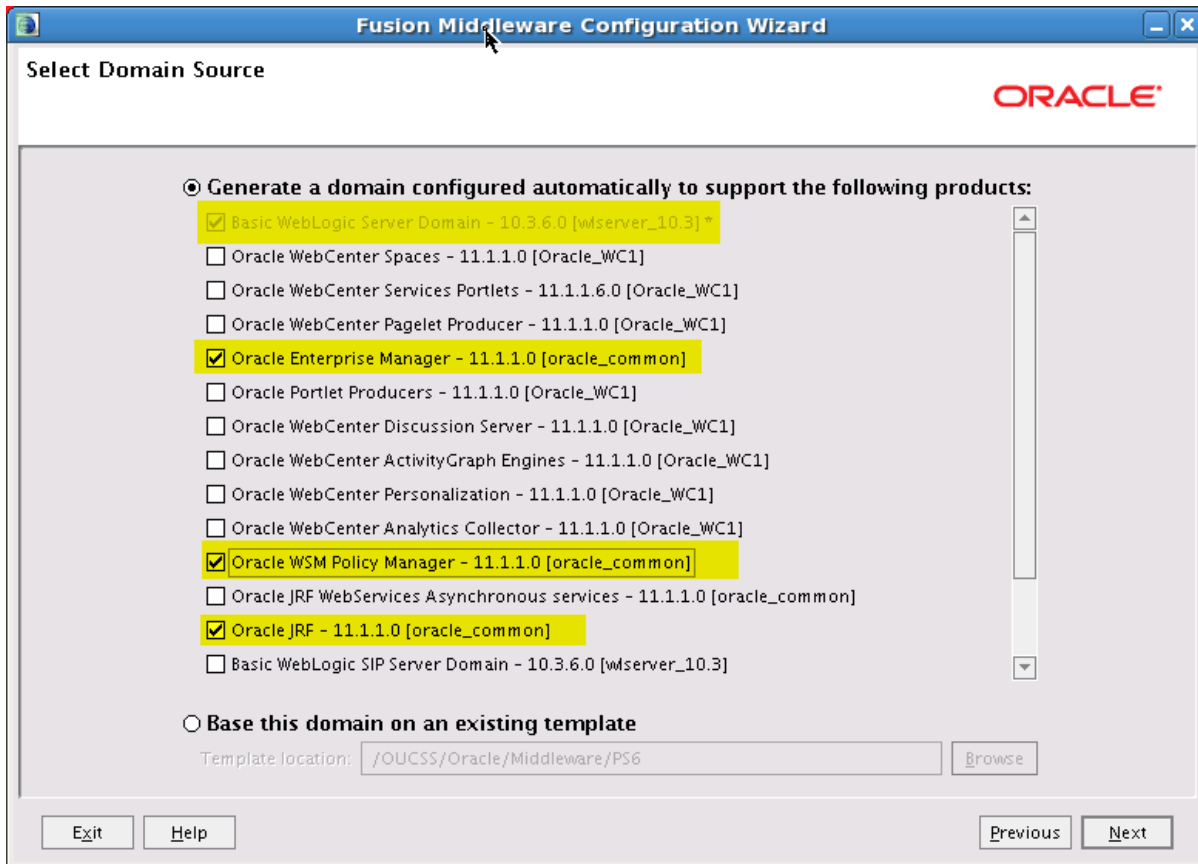 Fusion Middleware Configuration Wizard
Select Domain Source
ORACLE
Generate a domain configured automatically to support the following products:
Basic WebLogic Server Domain - 10.3.6.0 [wlserver_10.3] *
Oracle WebCenter Spaces - 11.1.1.0 [Oracle_WC1]
Oracle WebCenter Services Portlets - 11.1.1.6.0 [Oracle_WC1]
Oracle WebCenter Pagelet Producer - 11.1.1.0 [Oracle_WC1]
Oracle Enterprise Manager - 11.1.1.0 [oracle_common]
Oracle Portlet Producers - 11.1.1.0 [Oracle_WC1]
Oracle WebCenter Discussion Server - 11.1.1.0 [Oracle_WC1]
Oracle WebCenter ActivityGraph Engines - 11.1.1.0 [Oracle_WC1]
Oracle WebCenter Personalization - 11.1.1.0 [Oracle_WC1]
Oracle WebCenter Analytics Collector - 11.1.1.0 [Oracle_WC1]
Oracle WSM Policy Manager - 11.1.1.0 [oracle_common]
Oracle JRF WebServices Asynchronous services - 11.1.1.0 [oracle_common]
Oracle JRF - 11.1.1.0 [oracle_common]
Basic WebLogic SIP Server Domain - 10.3.6.0 [wlserver_10.3]
Base this domain on an existing template
Template location: /OUCSS/Oracle/Middleware/PS6 Browse
Exit Help Previous Next